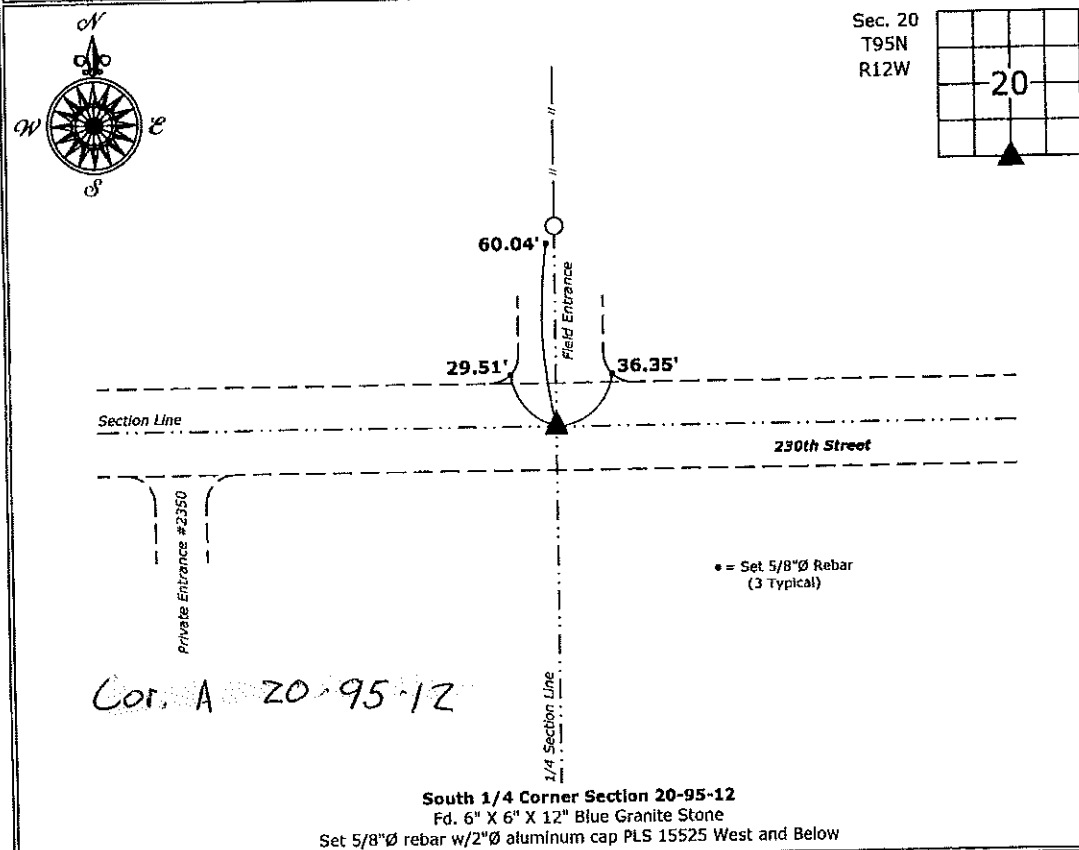 N
W
E
S
Sec. 20
T95N
R12W
20
60.04'
Field Entrance
29.51'
36.35'
Section Line
230th Street
Private Entrance #2350
• = Set 5/8"Ø Rebar
(3 Typical)
Cor. A 20-95-12
1/4 Section Line
South 1/4 Corner Section 20-95-12
Fd. 6" X 6" X 12" Blue Granite Stone
Set 5/8"Ø rebar w/2"Ø aluminum cap PLS 15525 West and Below